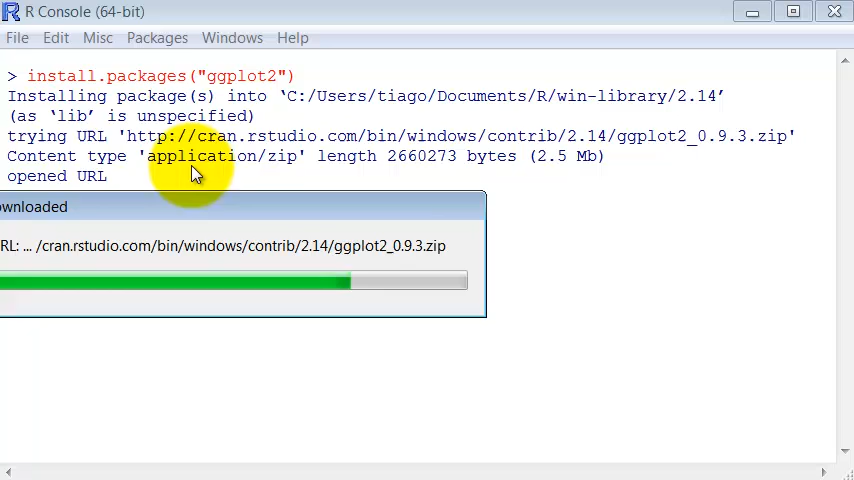 R Console (64-bit)
File Edit Misc Packages Windows Help
> install.packages("ggplot2")
Installing package(s) into ‘C:/Users/tiago/Documents/R/win-library/2.14’
(as ‘lib’ is unspecified)
trying URL 'http://cran.rstudio.com/bin/windows/contrib/2.14/ggplot2_0.9.3.zip'
Content type 'application/zip' length 2660273 bytes (2.5 Mb)
opened URL
ownloaded
RL: ... /cran.rstudio.com/bin/windows/contrib/2.14/ggplot2_0.9.3.zip